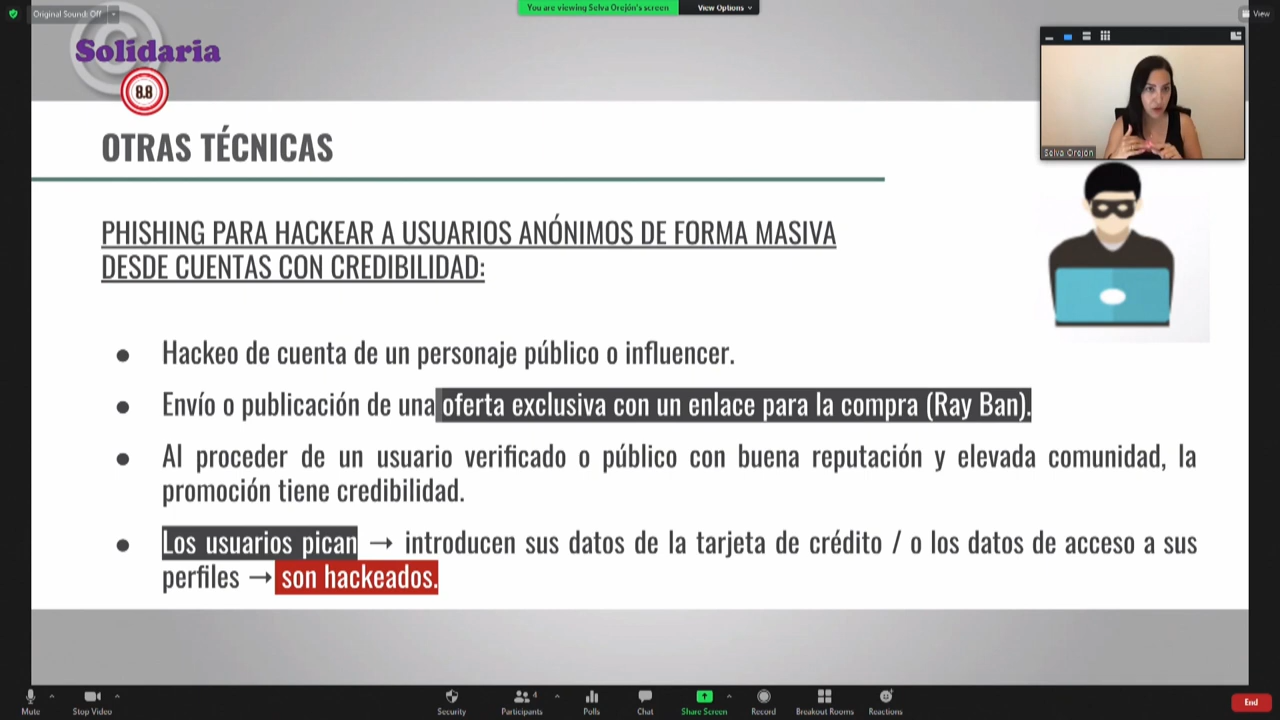 Original Sound: Off
You are viewing Selva Orejón's screen
View Options
View
Solidaria
8.8
Selva Orejón
OTRAS TÉCNICAS
PHISHING PARA HACKEAR A USUARIOS ANÓNIMOS DE FORMA MASIVA
DESDE CUENTAS CON CREDIBILIDAD:
● Hackeo de cuenta de un personaje público o influencer.
● Envío o publicación de una oferta exclusiva con un enlace para la compra (Ray Ban).
● Al proceder de un usuario verificado o público con buena reputación y elevada comunidad, la
promoción tiene credibilidad.
● Los usuarios pican → introducen sus datos de la tarjeta de crédito / o los datos de acceso a sus
perfiles → son hackeados.
Mute
Stop Video
Security
Participants
4
Polls
Chat
Share Screen
Record
Breakout Rooms
Reactions
End